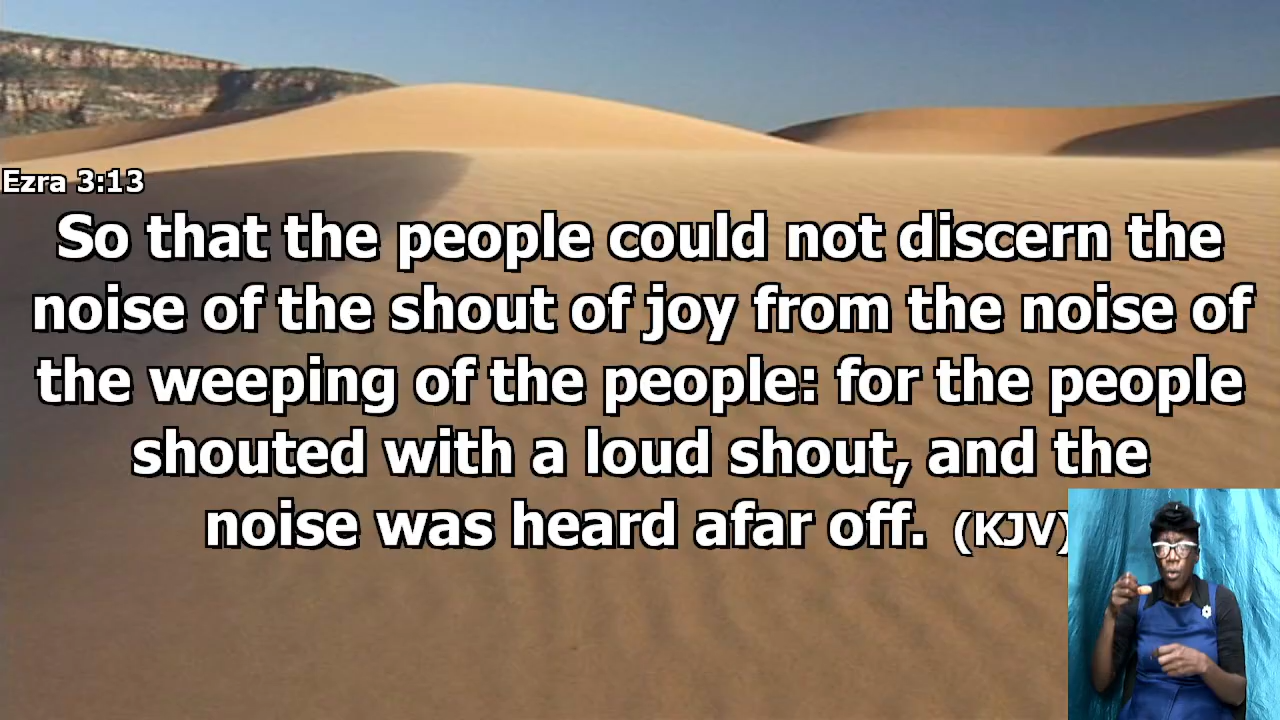 Ezra 3:13
So that the people could not discern the
noise of the shout of joy from the noise of
the weeping of the people: for the people
shouted with a loud shout, and the
noise was heard afar off. (KJV)